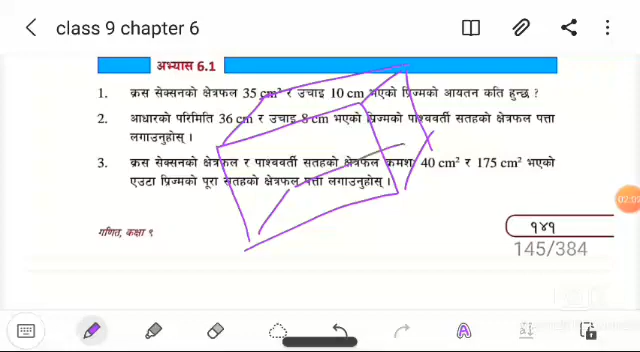 class 9 chapter 6
अभ्यास 6.1
1. क्रस सेक्सनको क्षेत्रफल 35 cm² र उचाइ 10 cm भएको प्रिज्मको आयतन कति हुन्छ ?
2. आधारको परिमिति 36 cm र उचाइ 8 cm भएको प्रिज्मको पाश्ववर्ती सतहको क्षेत्रफल पत्ता
लगाउनुहोस् ।
3. क्रस सेक्सनको क्षेत्रफल र पाश्ववर्ती सतहको क्षेत्रफल क्रमशः 40 cm² र 175 cm² भएको
एउटा प्रिज्मको पूरा सतहको क्षेत्रफल पत्ता लगाउनुहोस् ।
गणित, कक्षा ९
१४१
145/384